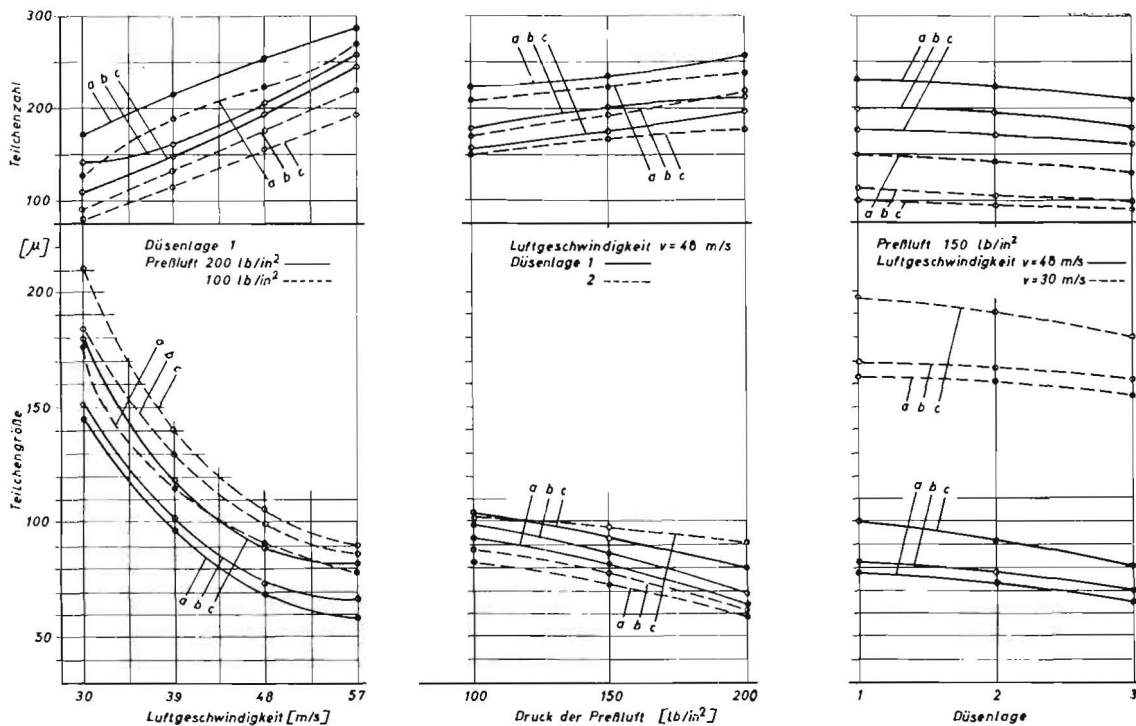 300
200
100
Teilchenzahl
a b c
a b c
[μ]
Düsenlage 1
Preßluft 200 lb/in²
100 lb/in²
200
150
100
50
Teilchengröße
a b c
a b c
30 39 48 57
Luftgeschwindigkeit [m/s]
a b c
a b c
Luftgeschwindigkeit v=48 m/s
Düsenlage 1
2
a b c
a b c
100 150 200
Druck der Preßluft [lb/in²]
a b c
a b c
Preßluft 150 lb/in²
Luftgeschwindigkeit v=48 m/s
v=30 m/s
a b c
a b c
1 2 3
Düsenlage